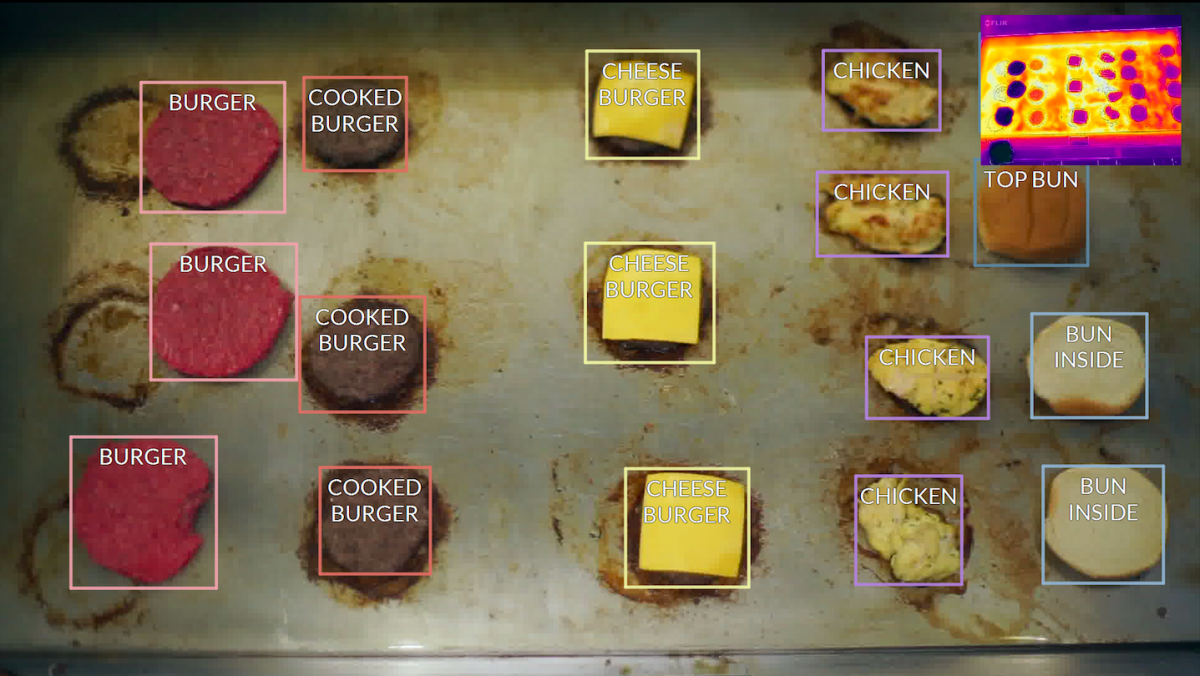 FLIR
BURGER
COOKED
BURGER
CHEESE
BURGER
CHICKEN
CHICKEN
TOP BUN
BURGER
COOKED
BURGER
CHEESE
BURGER
CHICKEN
BUN
INSIDE
BURGER
COOKED
BURGER
CHEESE
BURGER
CHICKEN
BUN
INSIDE